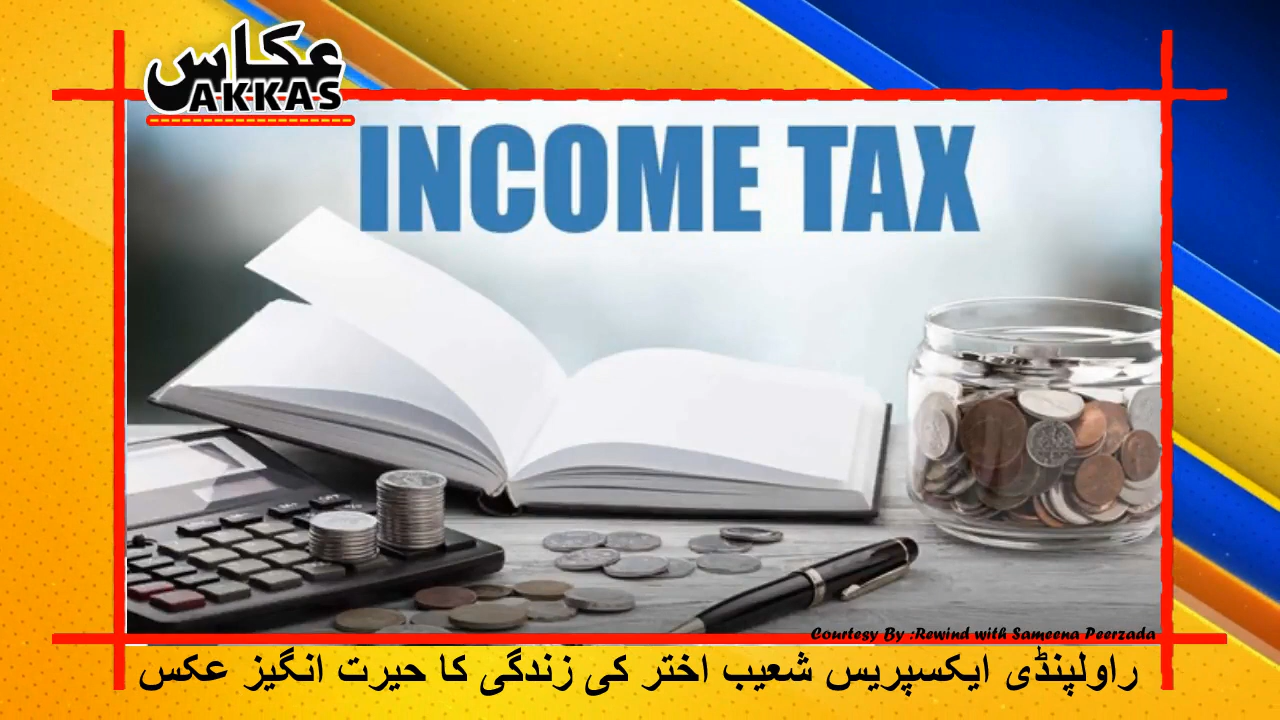 عکاس
AKKAS
INCOME TAX
Courtesy By :Rewind with Sameena Peerzada
راولپنڈی ایکسپریس شعیب اختر کی زندگی کا حیرت انگیز عکس